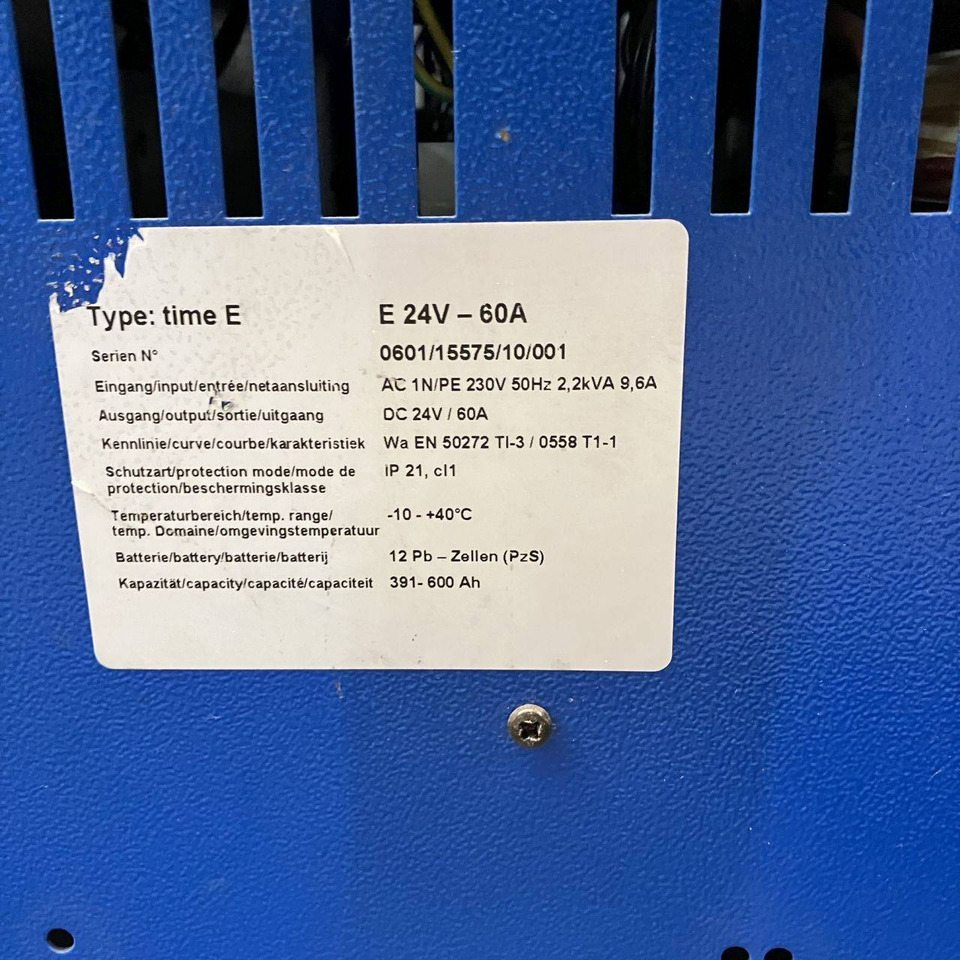 Type: time E E 24V – 60A
Serien N° 0601/15575/10/001
Eingang/input/entrée/netaansluiting AC 1N/PE 230V 50Hz 2,2kVA 9,6A
Ausgang/output/sortie/uitgaang DC 24V / 60A
Kennlinie/curve/courbe/karakteristiek Wa EN 50272 TI-3 / 0558 T1-1
Schutzart/protection mode/mode de IP 21, cl1
protection/beschermingsklasse
Temperaturbereich/temp. range/ -10 - +40°C
temp. Domaine/omgevingstemperatuur
Batterie/battery/batterie/batterij 12 Pb – Zellen (PzS)
Kapazität/capacity/capacité/capaciteit 391- 600 Ah